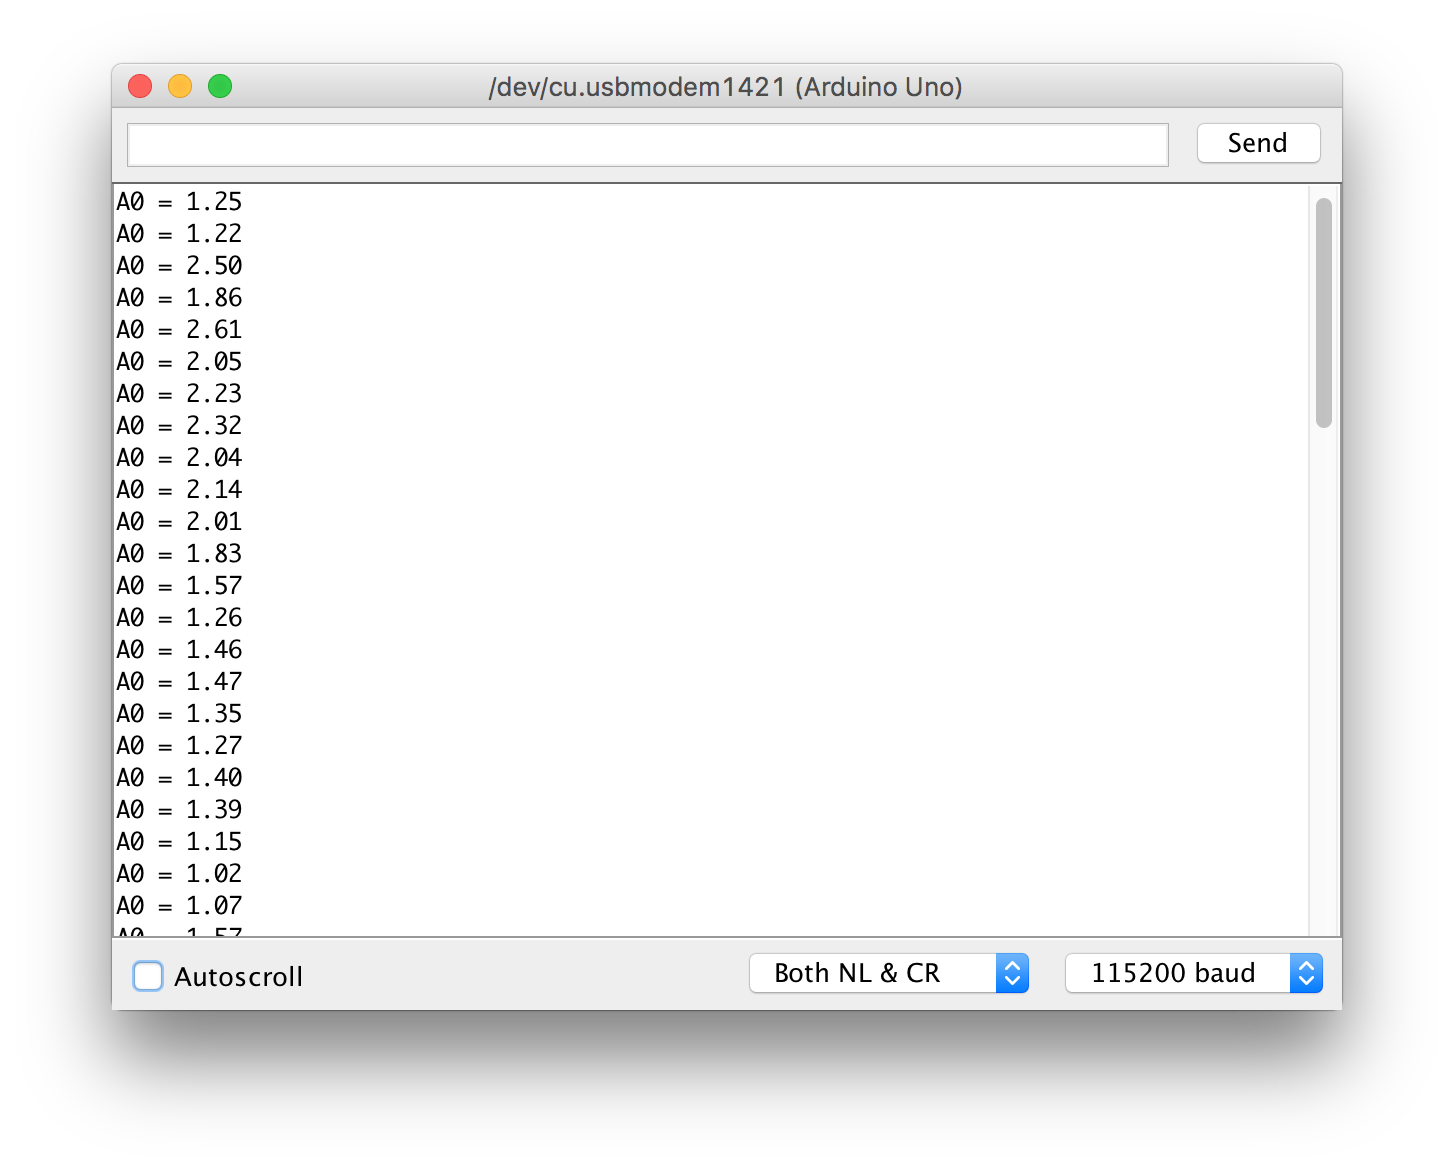 /dev/cu.usbmodem1421 (Arduino Uno)
Send
A0 = 1.25
A0 = 1.22
A0 = 2.50
A0 = 1.86
A0 = 2.61
A0 = 2.05
A0 = 2.23
A0 = 2.32
A0 = 2.04
A0 = 2.14
A0 = 2.01
A0 = 1.83
A0 = 1.57
A0 = 1.26
A0 = 1.46
A0 = 1.47
A0 = 1.35
A0 = 1.27
A0 = 1.40
A0 = 1.39
A0 = 1.15
A0 = 1.02
A0 = 1.07
A0 = 1.57
Autoscroll
Both NL & CR
115200 baud